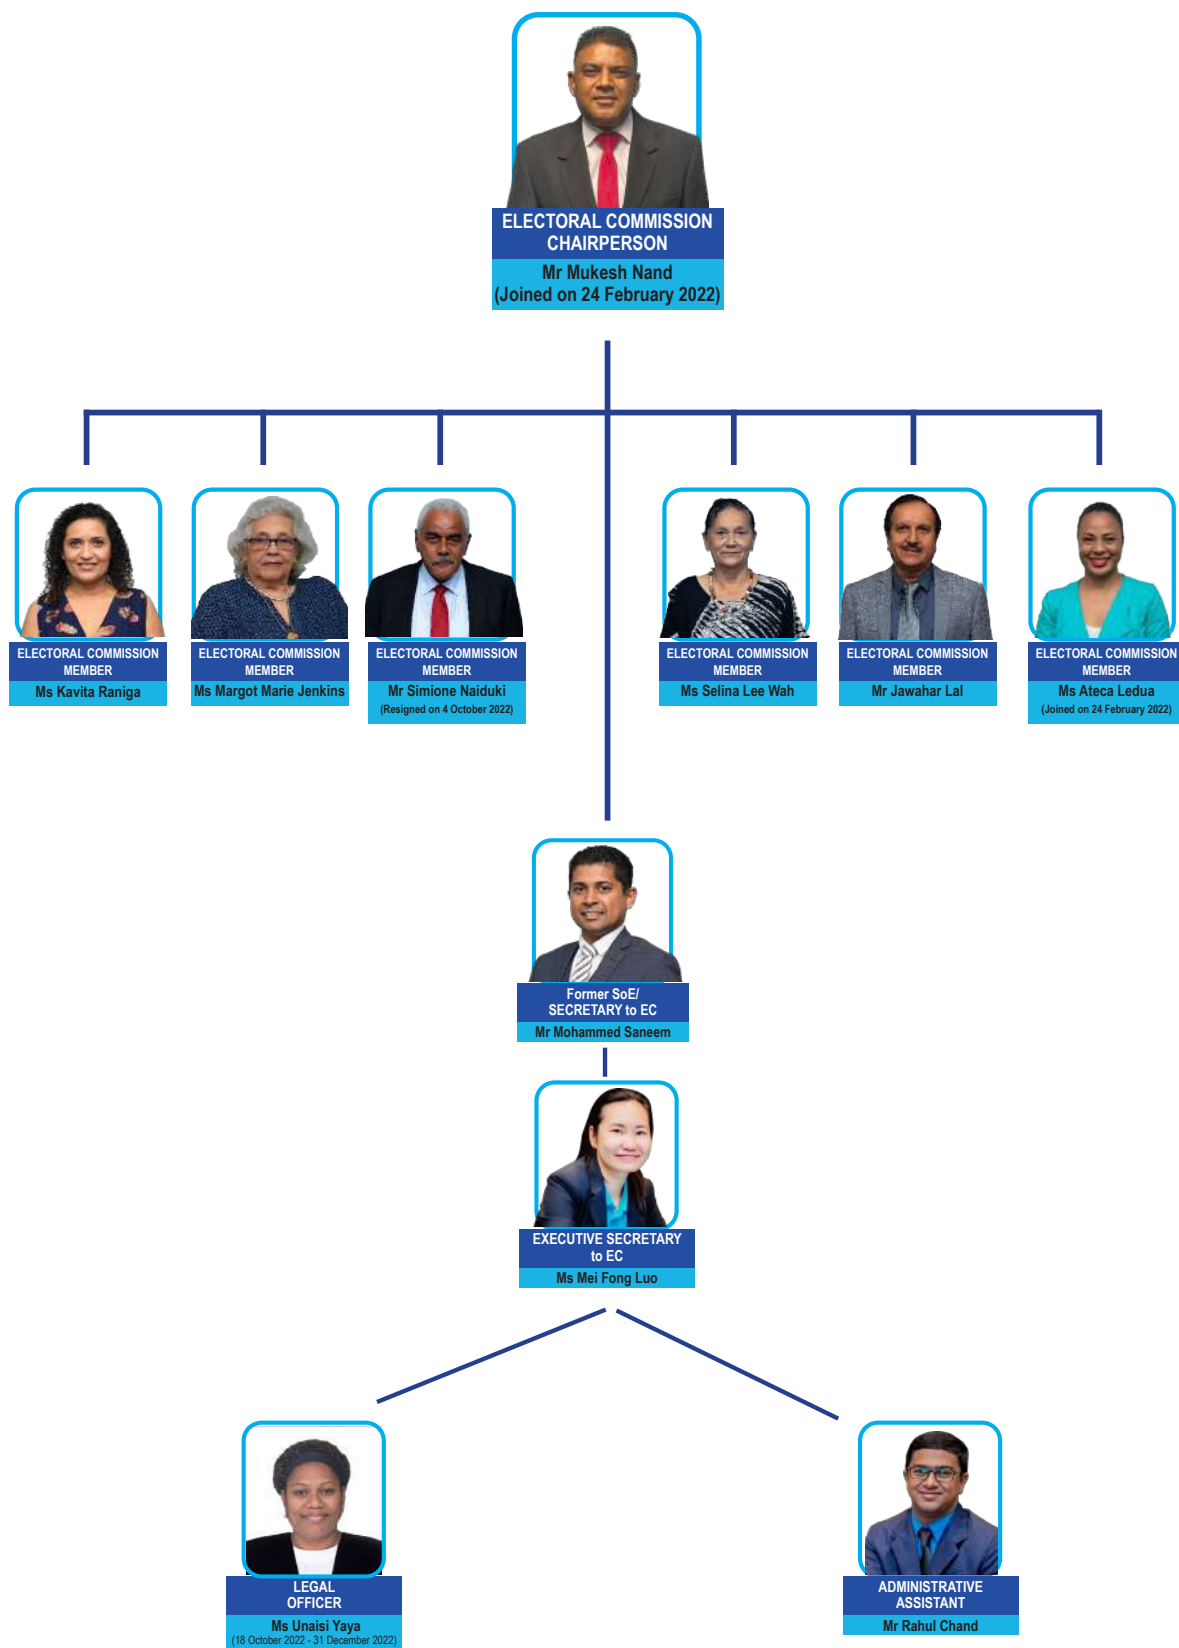 ELECTORAL COMMISSION
CHAIRPERSON
Mr Mukesh Nand
(Joined on 24 February 2022)
ELECTORAL COMMISSION
MEMBER
Ms Kavita Raniga
ELECTORAL COMMISSION
MEMBER
Ms Margot Marie Jenkins
ELECTORAL COMMISSION
MEMBER
Mr Simione Naiduki
(Resigned on 4 October 2022)
ELECTORAL COMMISSION
MEMBER
Ms Selina Lee Wah
ELECTORAL COMMISSION
MEMBER
Mr Jawahar Lal
ELECTORAL COMMISSION
MEMBER
Ms Ateca Ledua
(Joined on 24 February 2022)
Former SoE/
SECRETARY to EC
Mr Mohammed Saneem
EXECUTIVE SECRETARY
to EC
Ms Mei Fong Luo
LEGAL
OFFICER
Ms Unaisi Yaya
(18 October 2022 - 31 December 2022)
ADMINISTRATIVE
ASSISTANT
Mr Rahul Chand